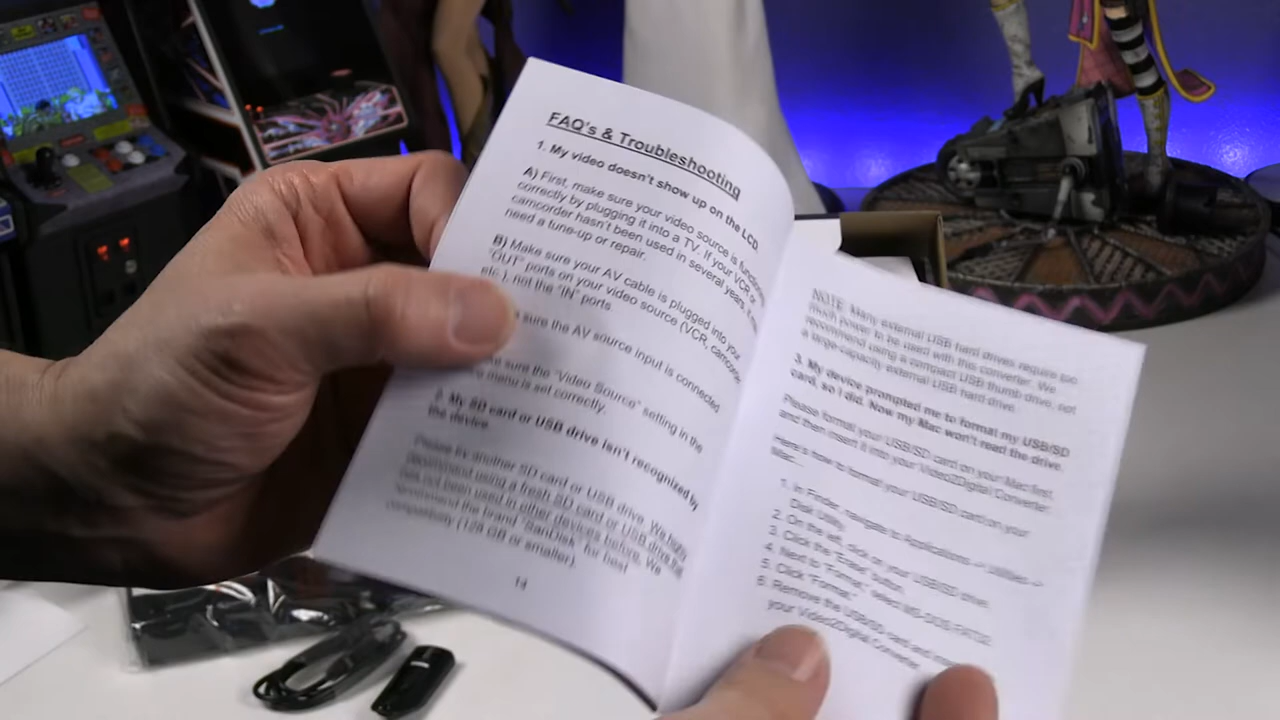 FAQ's & Troubleshooting
1. My video doesn't show up on the LCD.
A) First, make sure your video source is
correctly by plugging it into a TV. If your VCR or
camcorder hasn't been used in several years, it
need a tune-up or repair.
B) Make sure your AV cable is plugged into your
"OUT" ports on your video source (VCR, camcorder
etc.), not the "IN" ports
sure the AV source input is connected
sure the "Video Source" setting in the
menu is set correctly.
2. My SD card or USB drive isn't recognized by
the device.
Please try another SD card or USB drive. We highly
recommend using a fresh SD card or USB drive
has not been used in other devices before. We
recommend the brand "SanDisk" for best
compatibility (128 GB or smaller).
14
NOTE: Many external USB hard drives require too
much power to be used with this converter. We
recommend using a compact USB thumb drive, not
a large-capacity external USB hard drive.
3. My device prompted me to format my USB/SD
card, so I did. Now my Mac won't read the drive.
Please format your USB/SD card on your Mac first,
and then insert it into your Video2Digital Converter.
Here's how to format your USB/SD card on your
Mac...
1. In Finder, navigate to Applications -> Utilities ->
Disk Utility.
2. On the left, click on your USB/SD drive.
3. Click the "Erase" button.
4. Next to "Format:", select MS-DOS
5. Click "Format."
6. Remove the USB/SD card and
your Video2Digital Converter.